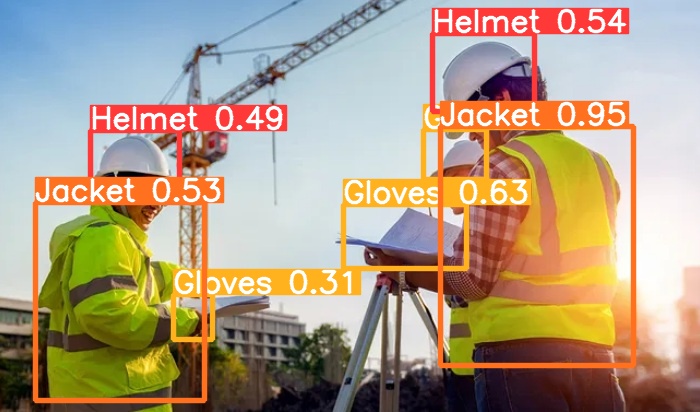 Helmet 0.54
Helmet 0.49
Jacket 0.95
Jacket 0.53
Gloves 0.63
Gloves 0.31